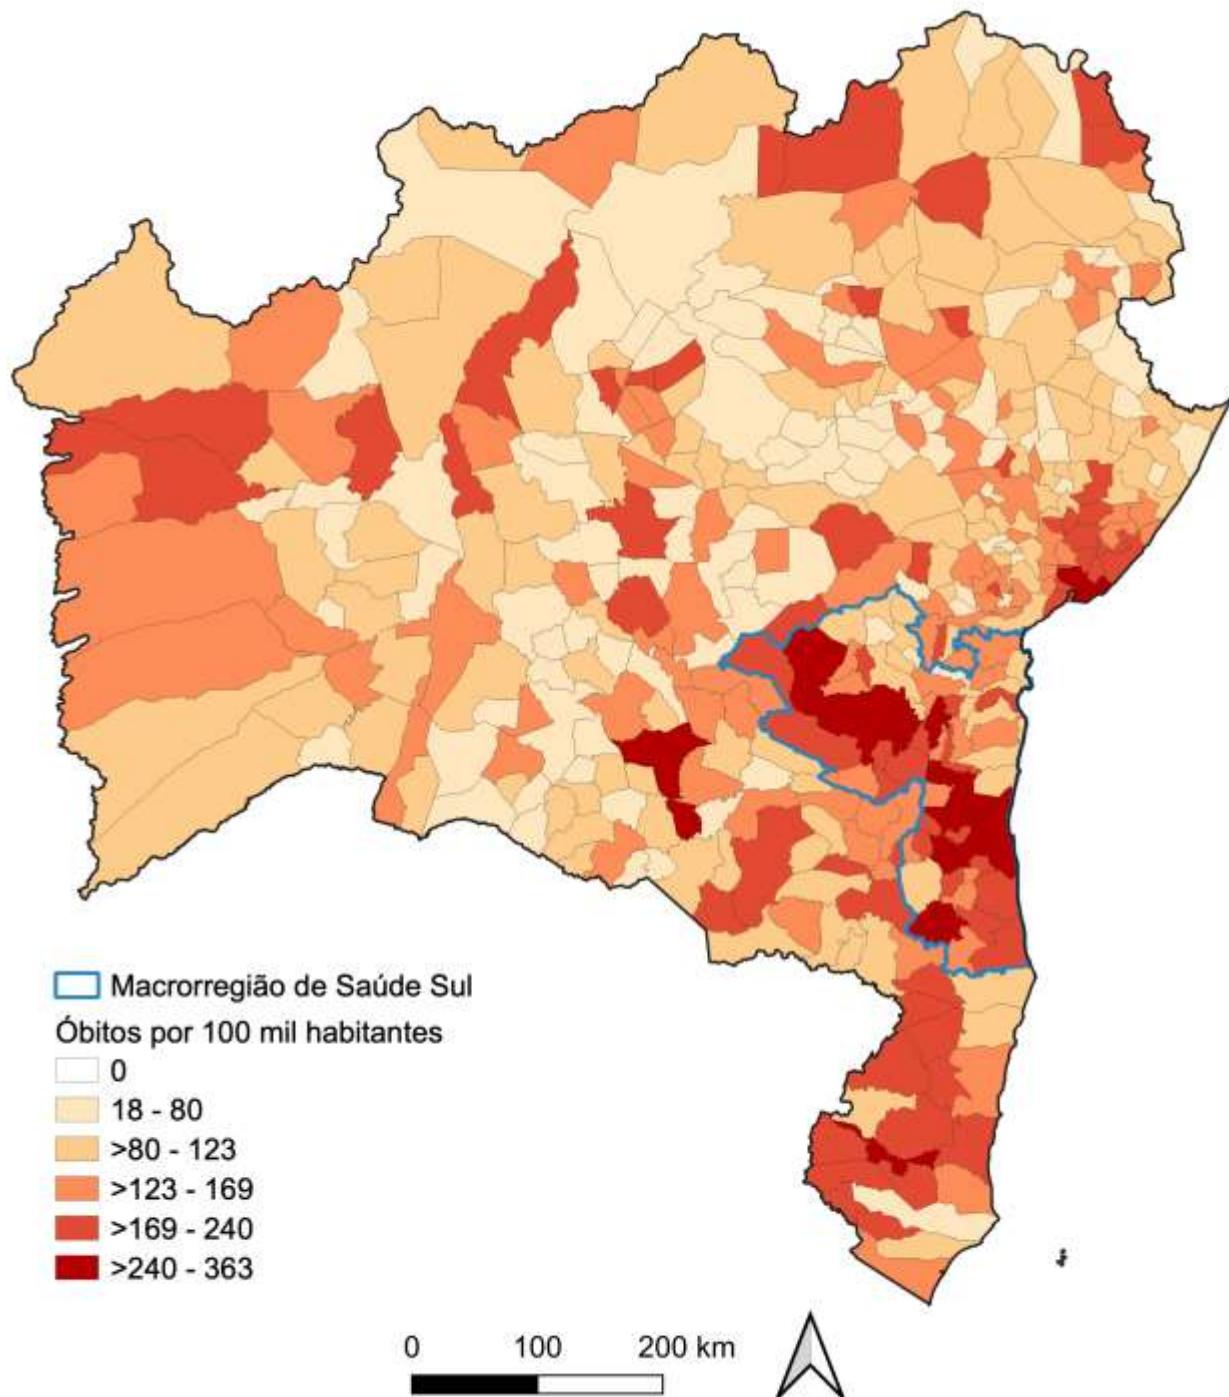 Macrorregião de Saúde Sul
Óbitos por 100 mil habitantes
0
18 - 80
>80 - 123
>123 - 169
>169 - 240
>240 - 363
0 100 200 km